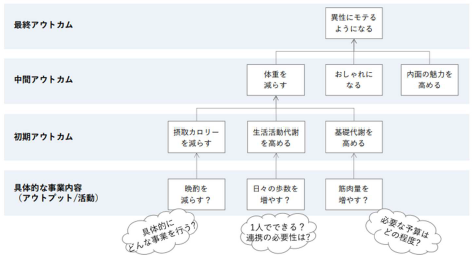 最終アウトカム
異性にモテる
ようになる
中間アウトカム
体重を
減らす
おしゃれに
なる
内面の魅力を
高める
初期アウトカム
摂取カロリー
を減らす
生活活動代謝
を高める
基礎代謝を
高める
具体的な事業内容
（アウトプット/活動）
晩酌を
減らす？
日々の歩数を
増やす？
筋肉量を
増やす？
具体的に
どんな事業を行う？
1人でできる？
連携の必要性は？
必要な予算は
どの程度？